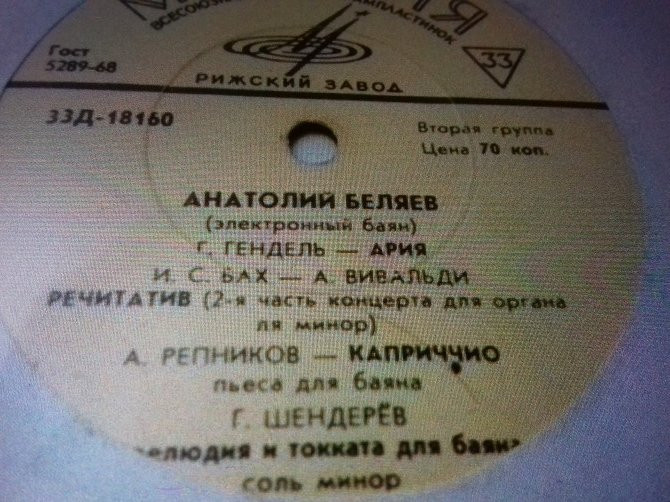 33
Гост
5289-68
РИЖСКИЙ ЗАВОД
33Д-18160
Вторая группа
Цена 70 коп.
АНАТОЛИЙ БЕЛЯЕВ
(электронный баян)
Г. ГЕНДЕЛЬ — АРИЯ
И. С. БАХ — А. ВИВАЛЬДИ
РЕЧИТАТИВ (2-я часть концерта для органа
ля минор)
А. РЕПНИКОВ — КАПРИЧЧИО
пьеса для баяна
Г. ШЕНДЕРЁВ
и токката для
соль минор